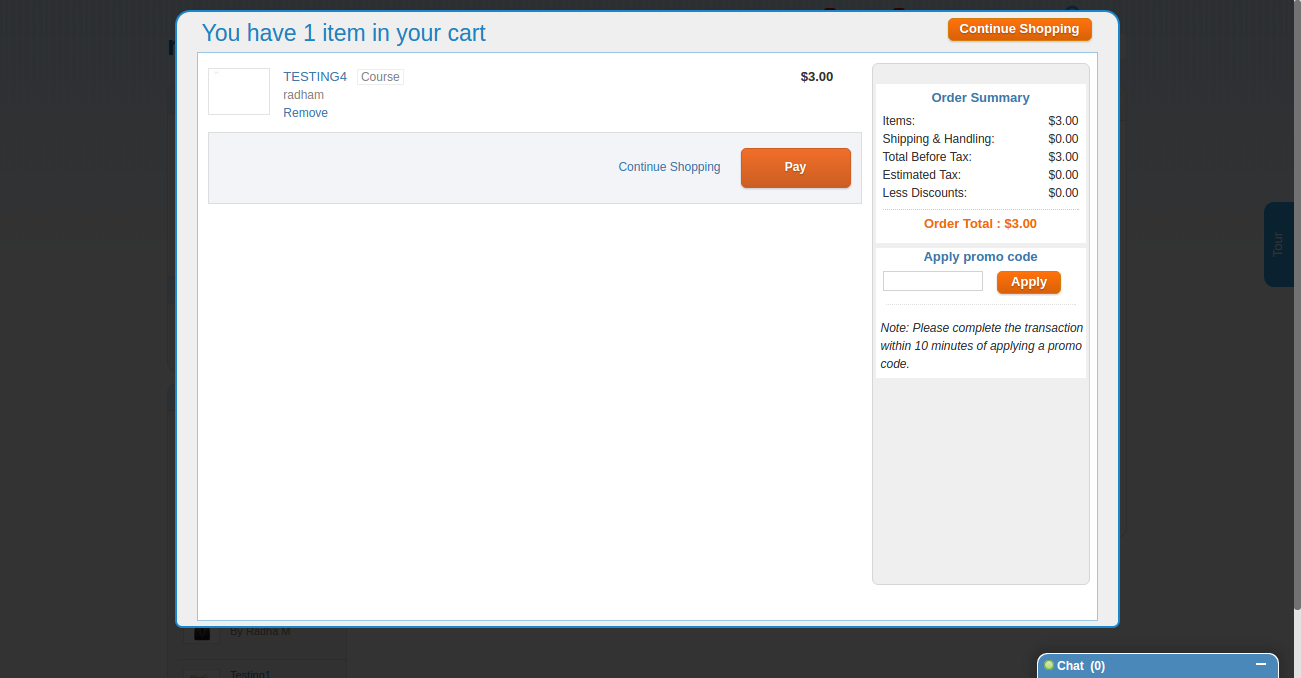 You have 1 item in your cart
Continue Shopping
TESTING4 Course
$3.00
radham
Remove
Continue Shopping
Pay
Order Summary
Items: $3.00
Shipping & Handling: $0.00
Total Before Tax: $3.00
Estimated Tax: $0.00
Less Discounts: $0.00
Order Total : $3.00
Apply promo code
Apply
Note: Please complete the transaction
within 10 minutes of applying a promo
code.
Tour
By Radha M
Testing1
Chat (0)